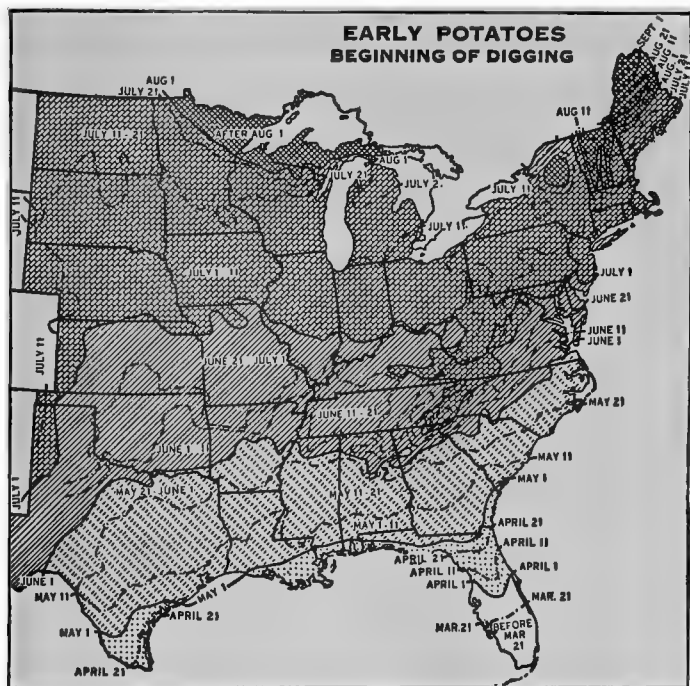 EARLY POTATOES
BEGINNING OF DIGGING
SEPT 1
AUG 21
AUG 11
AUG. 1
JULY 21
JULY 11
AUG 1
JULY 21
AUG 11
JULY 11 - 21
AFTER AUG 1
AUG 1
JULY 21
JULY 2
JULY 11
JULY 11
JULY 11
JULY 1 - 11
JULY 1
JUNE 21
JUNE 11
JUNE 1
JULY 11
JUNE 21 - JULY 1
JUNE 11 - 21
MAY 21
JUNE 1
MAY 11
MAY 1
JULY 1
MAY 21 - JUNE 1
MAY 11 - 21
MAY 1 - 11
APRIL 21
APRIL 11
APRIL 1
APRIL 21
APRIL 11
APRIL 1
JUNE 1
MAY 11
MAY 1
APRIL 21
MAY 1
APRIL 21
MAR. 21
MAR. 21
BEFORE
MAR
21